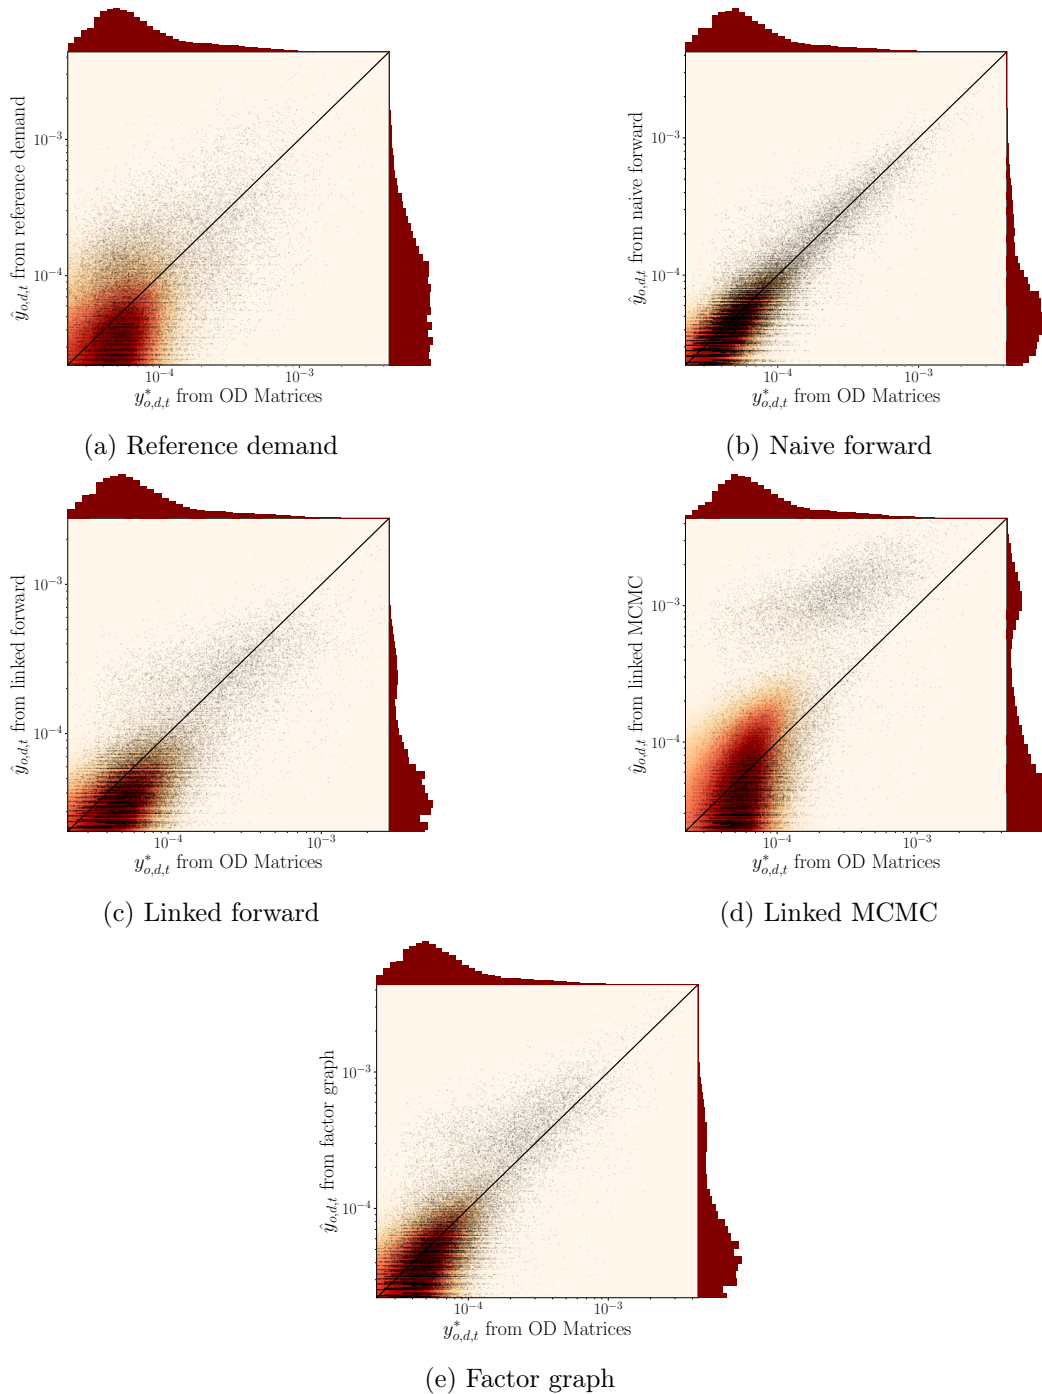 10⁻³
10⁻⁴
ŷ_{o,d,t} from reference demand
10⁻⁴ 10⁻³
y*_{o,d,t} from OD Matrices
(a) Reference demand
10⁻³
10⁻⁴
ŷ_{o,d,t} from naive forward
10⁻⁴ 10⁻³
y*_{o,d,t} from OD Matrices
(b) Naive forward
10⁻³
10⁻⁴
ŷ_{o,d,t} from linked forward
10⁻⁴ 10⁻³
y*_{o,d,t} from OD Matrices
(c) Linked forward
10⁻³
10⁻⁴
ŷ_{o,d,t} from linked MCMC
10⁻⁴ 10⁻³
y*_{o,d,t} from OD Matrices
(d) Linked MCMC
10⁻³
10⁻⁴
ŷ_{o,d,t} from factor graph
10⁻⁴ 10⁻³
y*_{o,d,t} from OD Matrices
(e) Factor graph